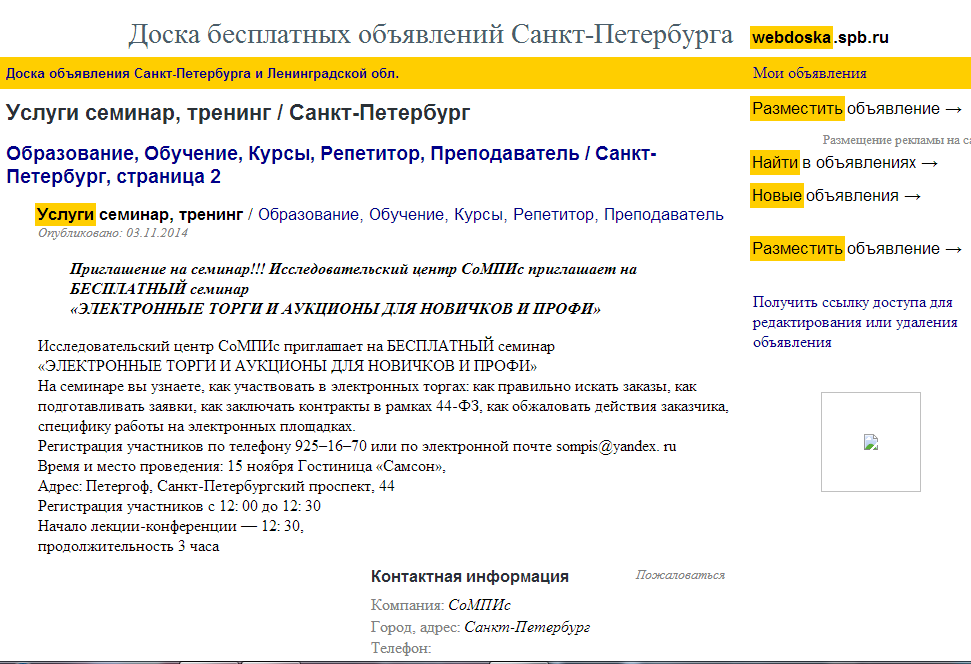 Доска бесплатных объявлений Санкт-Петербурга
webdoska.spb.ru
Доска объявления Санкт-Петербурга и Ленинградской обл.
Мои объявления
Услуги семинар, тренинг / Санкт-Петербург
Образование, Обучение, Курсы, Репетитор, Преподаватель / Санкт-
Петербург, страница 2
Услуги семинар, тренинг / Образование, Обучение, Курсы, Репетитор, Преподаватель
Опубликовано: 03.11.2014
Приглашение на семинар!!! Исследовательский центр СоМПИс приглашает на
БЕСПЛАТНЫЙ семинар
«ЭЛЕКТРОННЫЕ ТОРГИ И АУКЦИОНЫ ДЛЯ НОВИЧКОВ И ПРОФИ»
Исследовательский центр СоМПИс приглашает на БЕСПЛАТНЫЙ семинар
«ЭЛЕКТРОННЫЕ ТОРГИ И АУКЦИОНЫ ДЛЯ НОВИЧКОВ И ПРОФИ»
На семинаре вы узнаете, как участвовать в электронных торгах: как правильно искать заказы, как
подготавливать заявки, как заключать контракты в рамках 44-ФЗ, как обжаловать действия заказчика,
специфику работы на электронных площадках.
Регистрация участников по телефону 925–16–70 или по электронной почте sompis@yandex. ru
Время и место проведения: 15 ноября Гостиница «Самсон»,
Адрес: Петергоф, Санкт-Петербургский проспект, 44
Регистрация участников с 12: 00 до 12: 30
Начало лекции-конференции — 12: 30,
продолжительность 3 часа
Контактная информация
Пожаловаться
Компания: СоМПИс
Город, адрес: Санкт-Петербург
Телефон:
Разместить объявление →
Размещение рекламы на са
Найти в объявлениях →
Новые объявления →
Разместить объявление →
Получить ссылку доступа для
редактирования или удаления
объявления